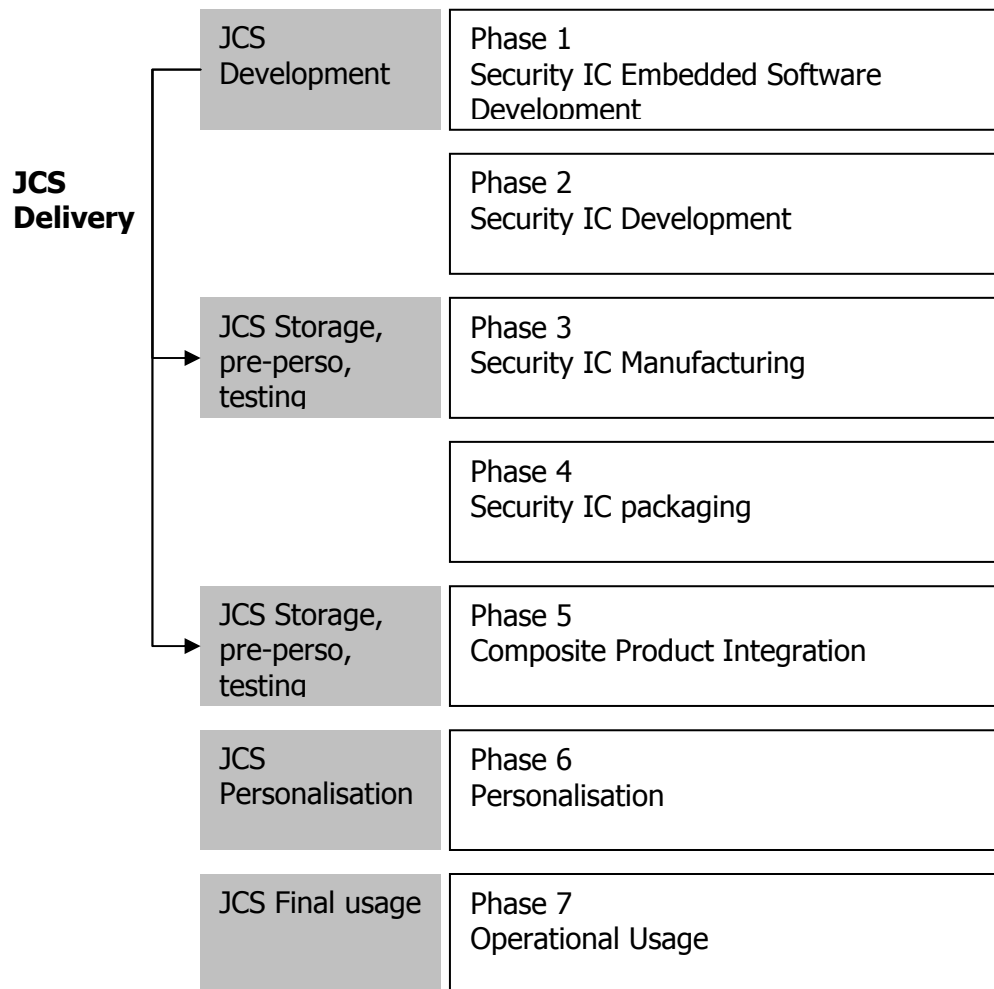 JCS
Development
Phase 1
Security IC Embedded Software
Development
JCS
Delivery
Phase 2
Security IC Development
JCS Storage,
pre-perso,
testing
Phase 3
Security IC Manufacturing
Phase 4
Security IC packaging
JCS Storage,
pre-perso,
testing
Phase 5
Composite Product Integration
JCS
Personalisation
Phase 6
Personalisation
JCS Final usage
Phase 7
Operational Usage